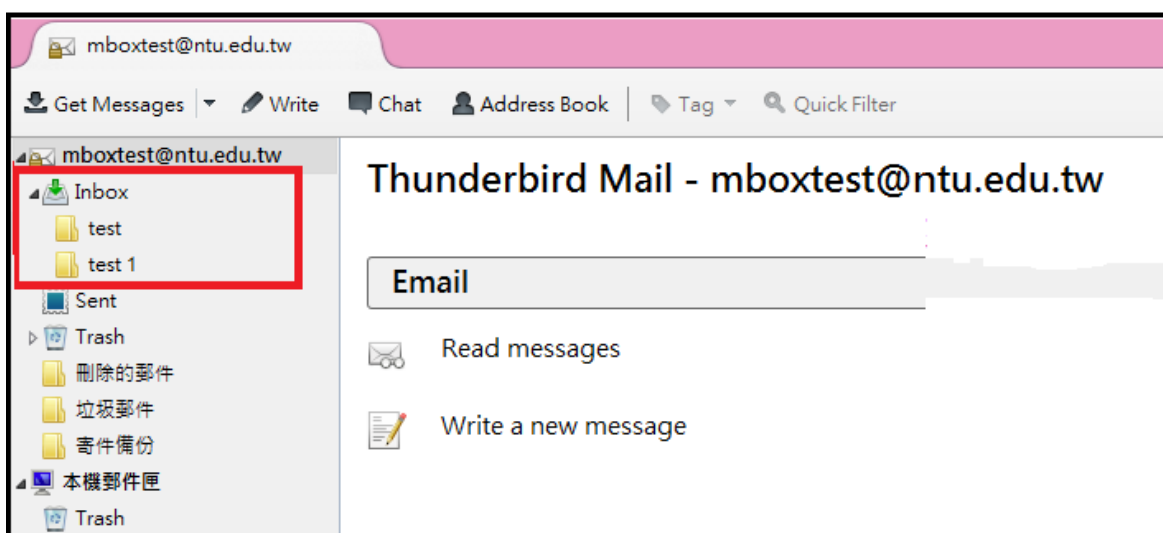 mboxtest@ntu.edu.tw
Get Messages Write Chat Address Book Tag Quick Filter
mboxtest@ntu.edu.tw
Inbox
test
test 1
Sent
Trash
刪除的郵件
垃圾郵件
寄件備份
本機郵件匣
Trash
Thunderbird Mail - mboxtest@ntu.edu.tw
Email
Read messages
Write a new message